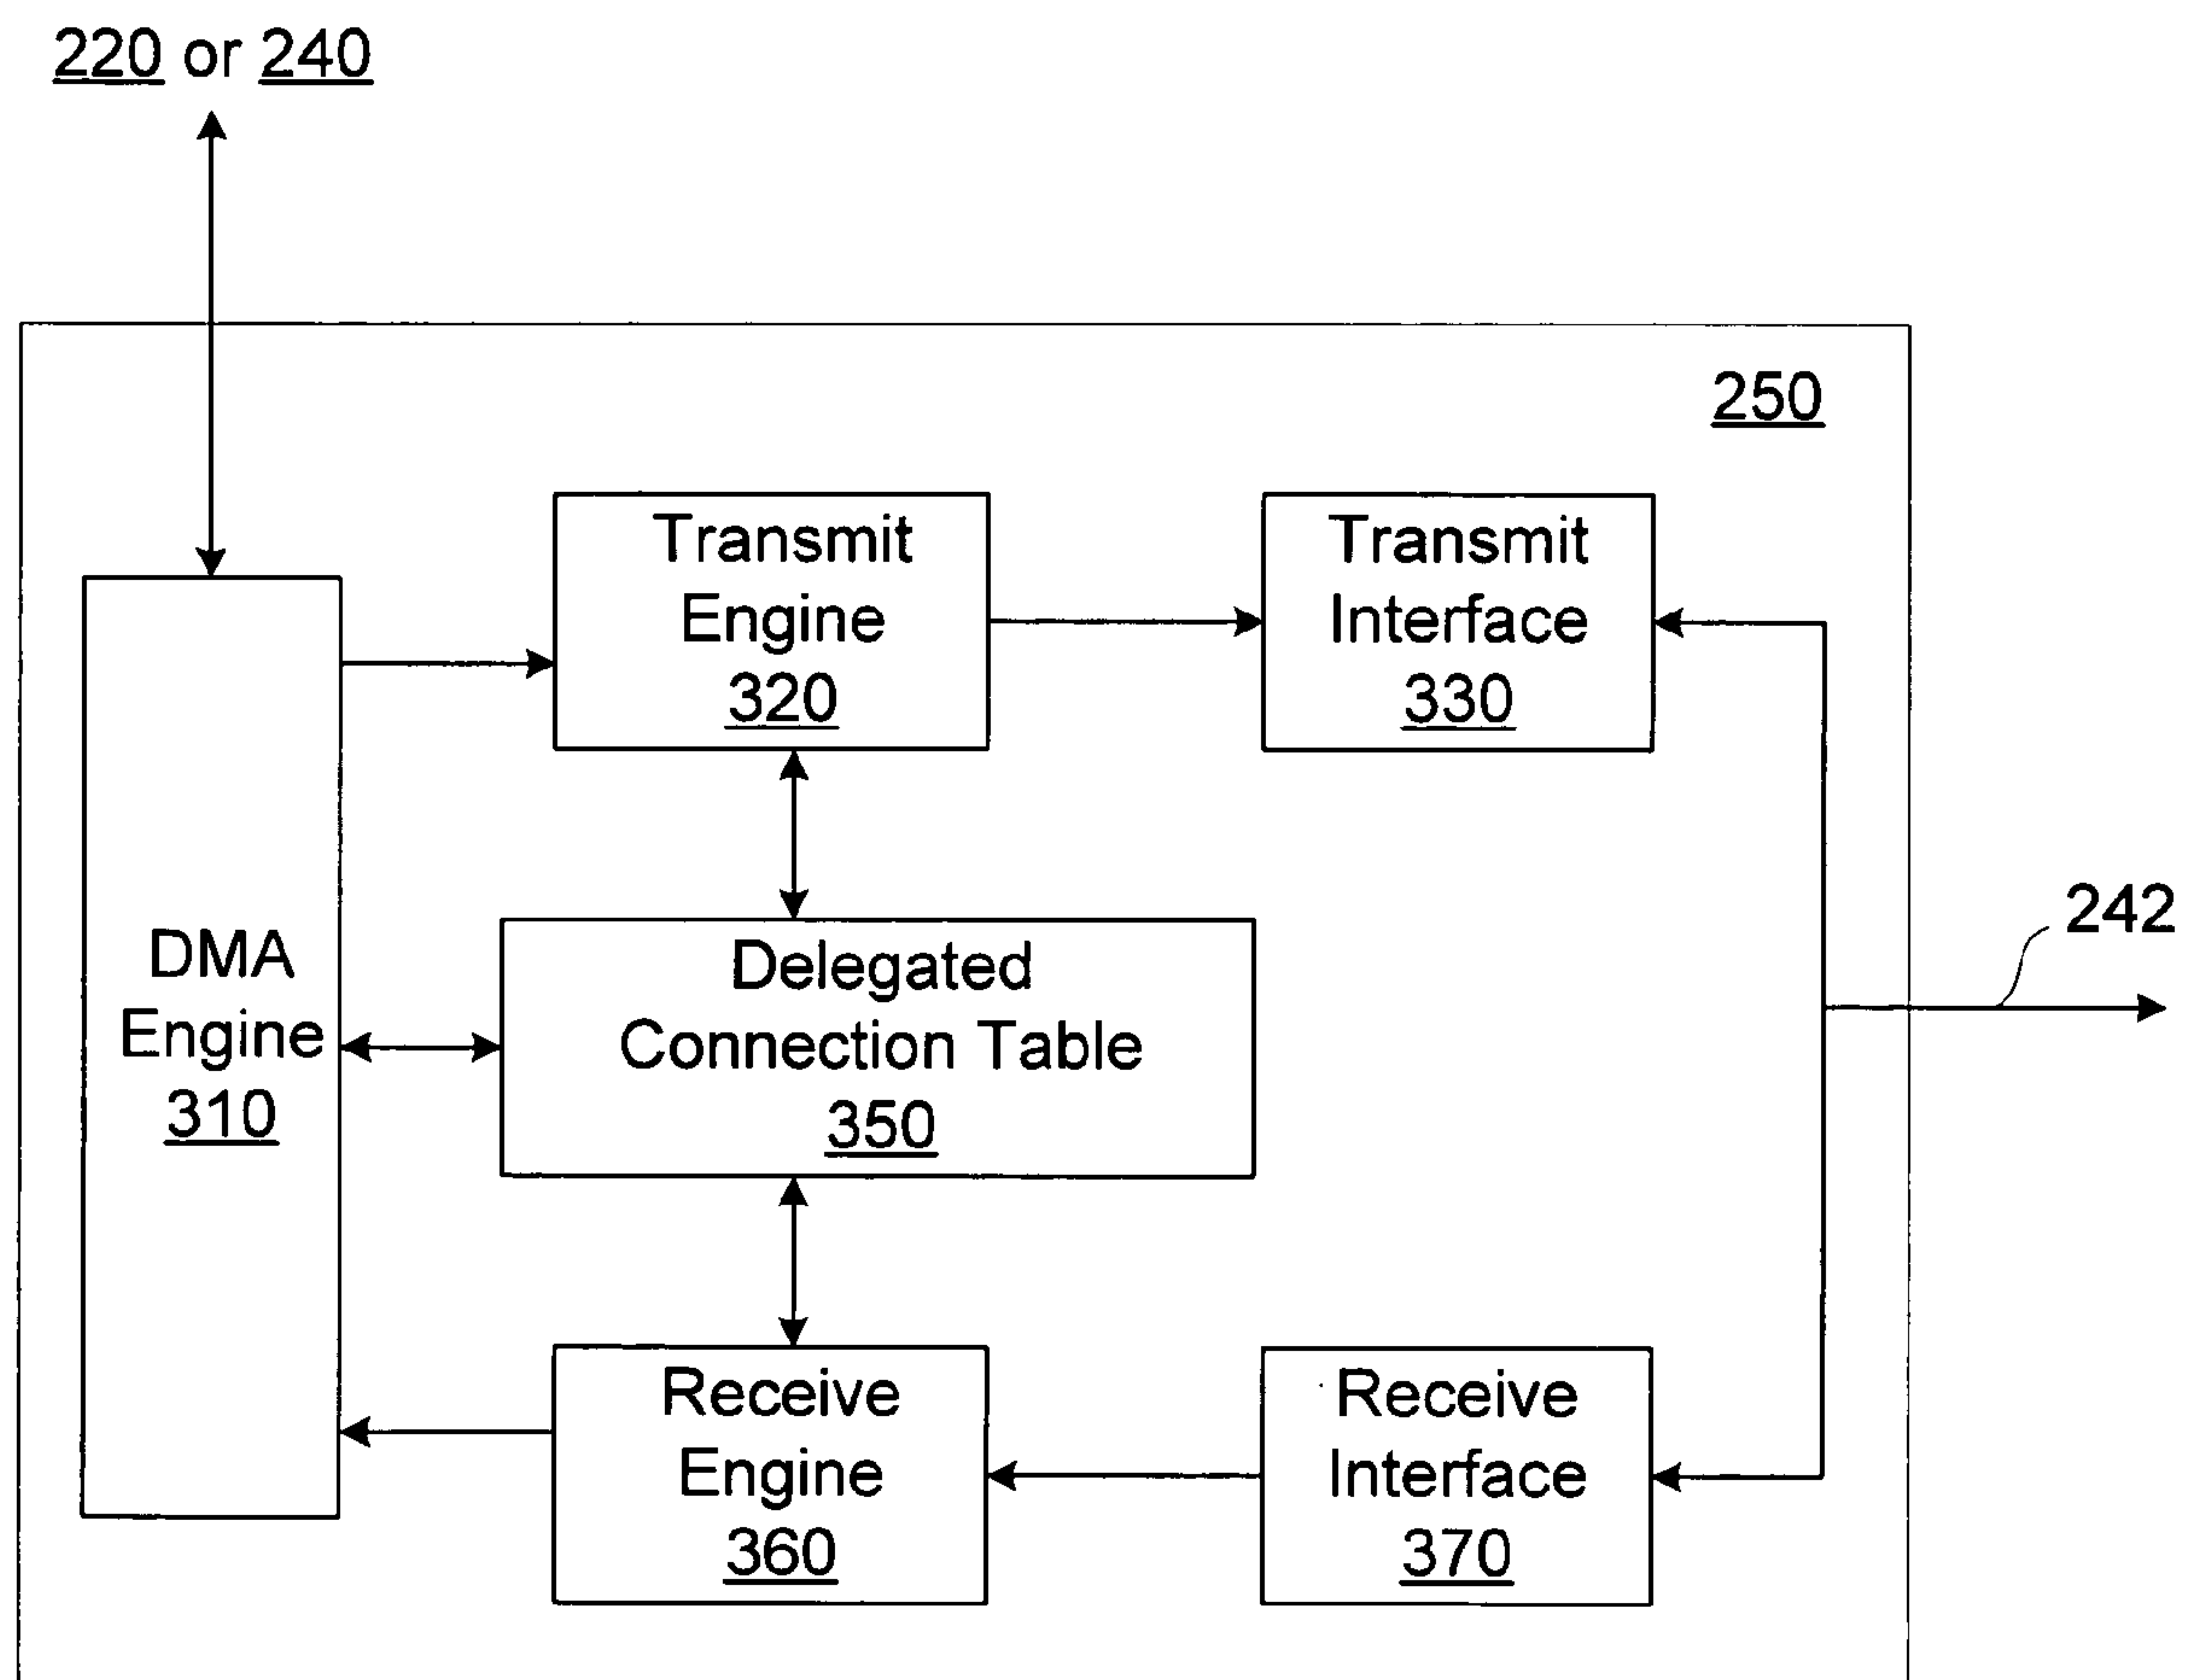 220 or 240
250
Transmit
Engine
320
Transmit
Interface
330
242
DMA
Engine
310
Delegated
Connection Table
350
Receive
Engine
360
Receive
Interface
370